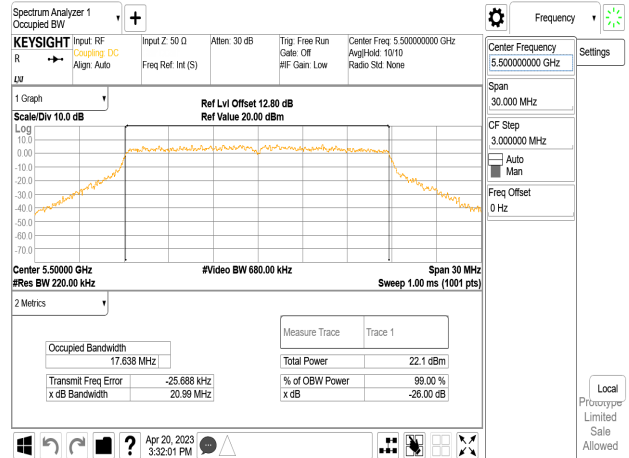 Spectrum Analyzer 1
Occupied BW
KEYSIGHT
R
LXI
Input: RF
Coupling: DC
Align: Auto
Input Z: 50 Ω
Freq Ref: Int (S)
Atten: 30 dB
Trig: Free Run
Gate: Off
#IF Gain: Low
Center Freq: 5.500000000 GHz
Avg|Hold: 10/10
Radio Std: None
1 Graph
Scale/Div 10.0 dB
Ref Lvl Offset 12.80 dB
Ref Value 20.00 dBm
Log
10.0
0.00
-10.0
-20.0
-30.0
-40.0
-50.0
-60.0
-70.0
Center 5.50000 GHz
#Res BW 220.00 kHz
#Video BW 680.00 kHz
Span 30 MHz
Sweep 1.00 ms (1001 pts)
2 Metrics
Occupied Bandwidth
17.638 MHz
Transmit Freq Error -25.688 kHz
x dB Bandwidth 20.99 MHz
Measure Trace Trace 1
Total Power 22.1 dBm
% of OBW Power 99.00 %
x dB -26.00 dB
?
Apr 20, 2023
3:32:01 PM
Frequency
Center Frequency
5.500000000 GHz
Span
30.000 MHz
CF Step
3.000000 MHz
Auto
Man
Freq Offset
0 Hz
Settings
Local
Prototype
Limited
Sale
Allowed